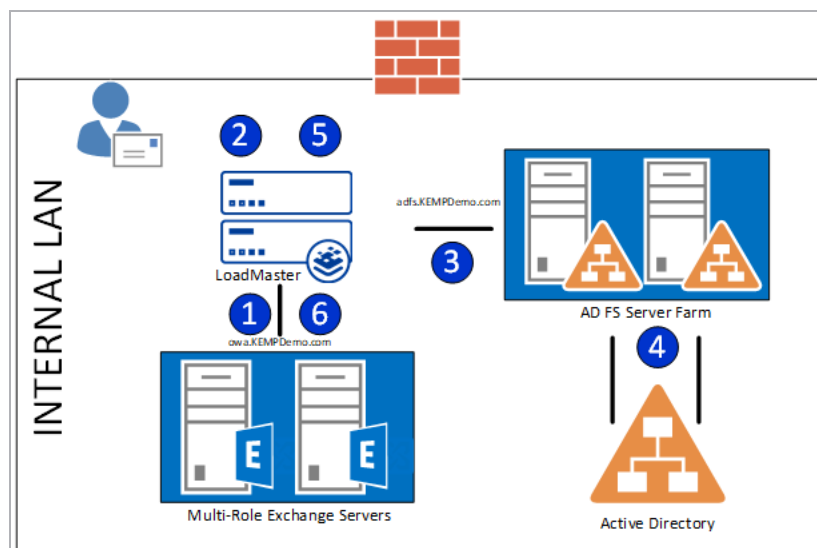 INTERNAL LAN
2
5
adfs.KEMPDemo.com
LoadMaster
3
AD FS Server Farm
1
6
owa.KEMPDemo.com
4
E
E
Multi-Role Exchange Servers
Active Directory